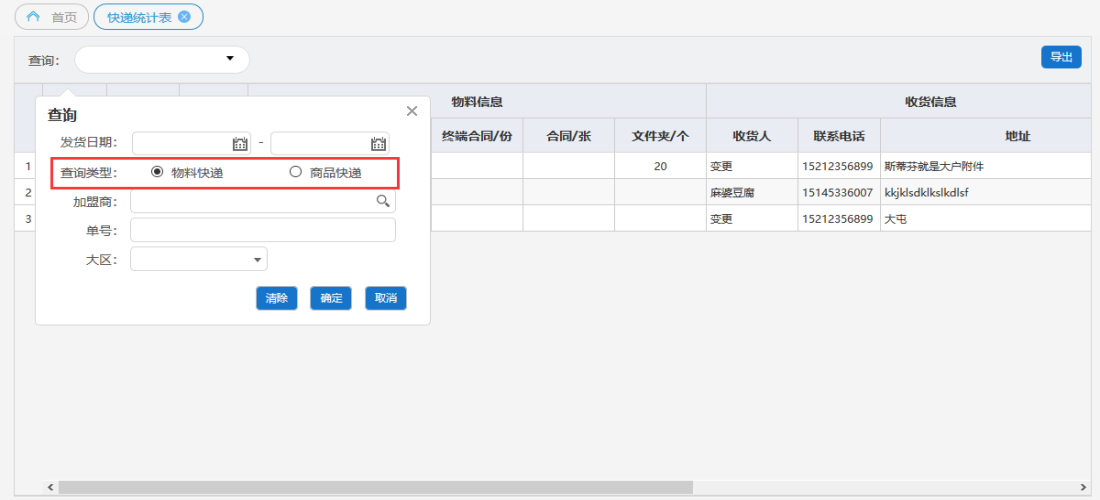 首页 快递统计表
查询： 导出
物料信息 收货信息
终端合同/份 合同/张 文件夹/个 收货人 联系电话 地址
1 20 变更 15212356899 斯蒂芬就是大户附件
2 麻婆豆腐 15145336007 kkjklsdklkslkdlsf
3 变更 15212356899 大屯
查询
发货日期： -
查询类型： 物料快递 商品快递
加盟商：
单号：
大区：
清除 确定 取消